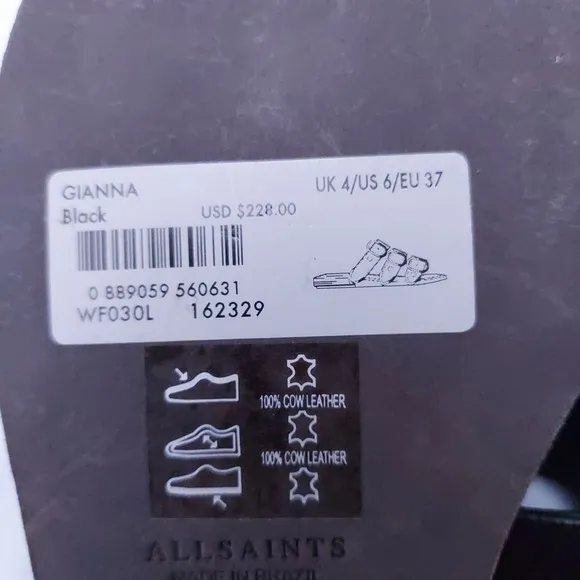 GIANNA
UK 4/US 6/EU 37
Black
USD $228.00
0 889059 560631
WF030L 162329
100% COW LEATHER
100% COW LEATHER
ALLSAINTS
MADE IN BRAZIL